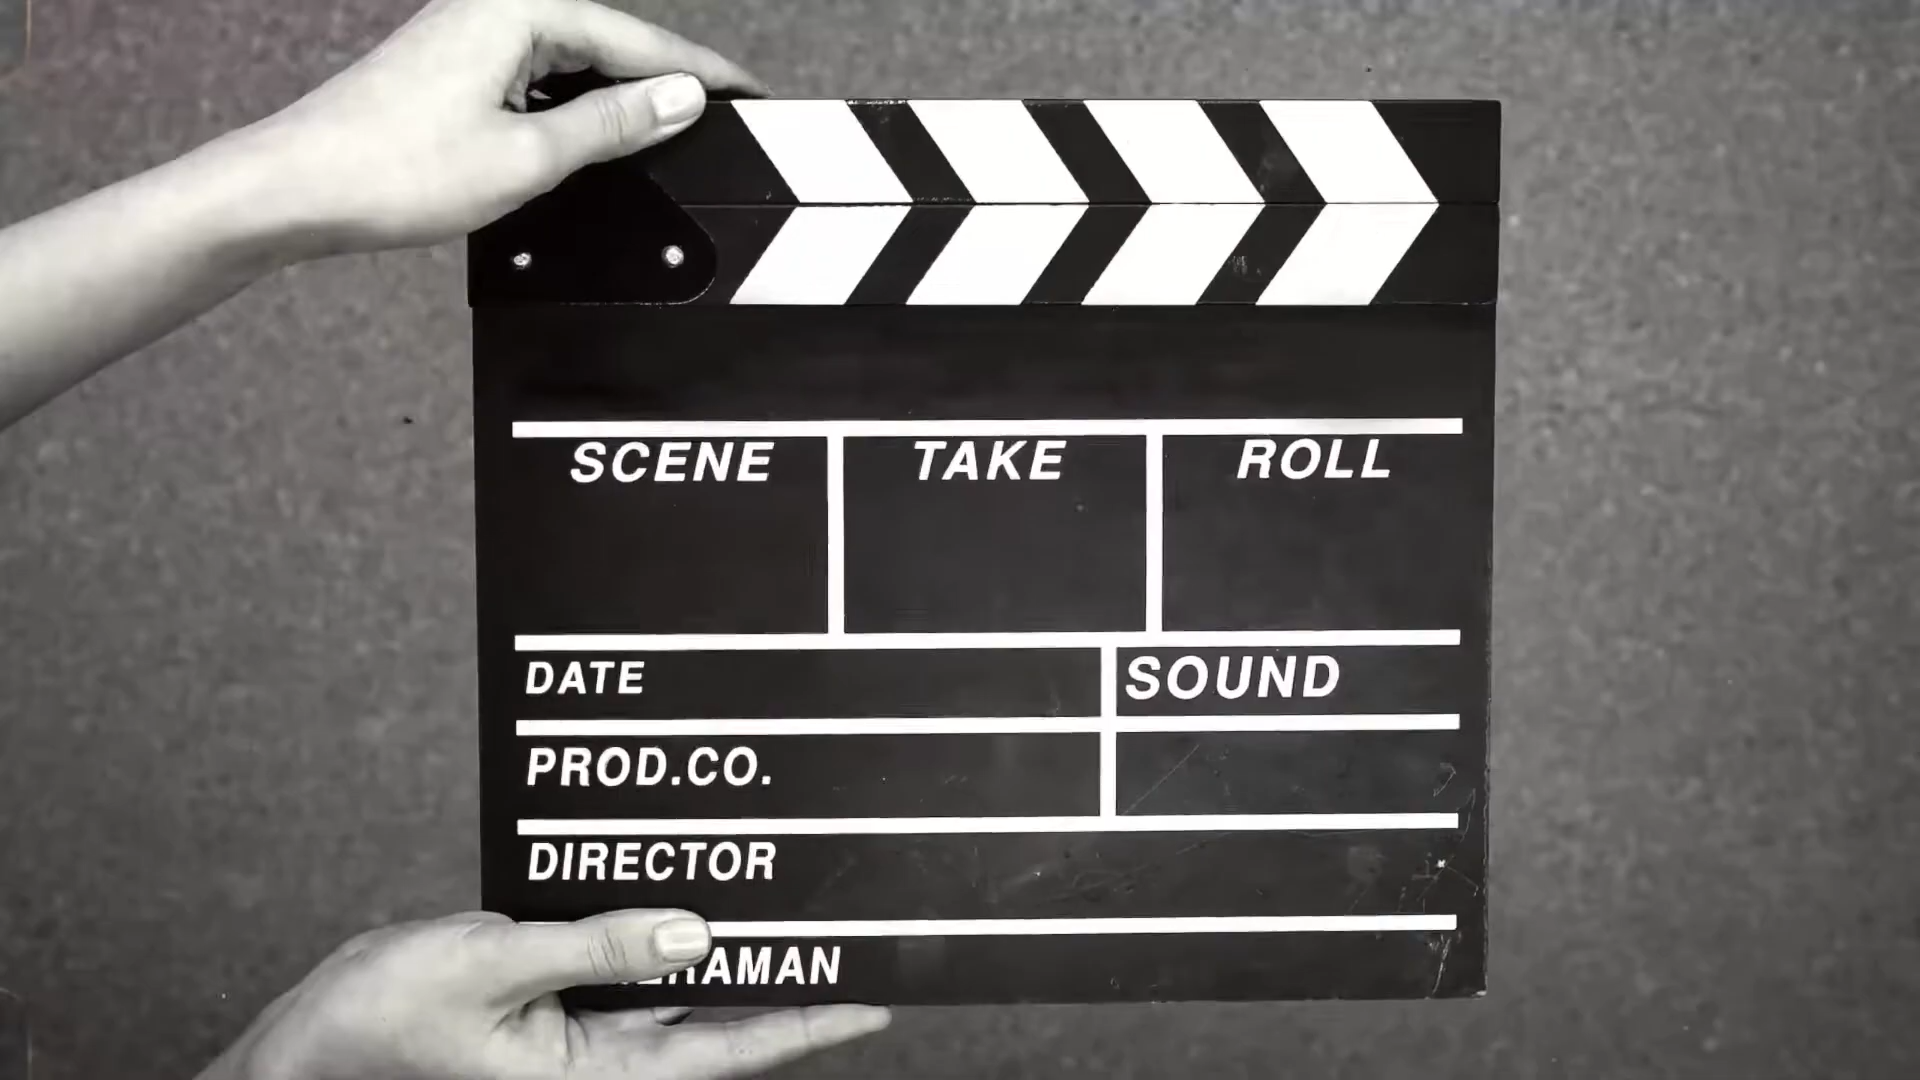 SCENE TAKE ROLL
DATE SOUND
PROD.CO.
DIRECTOR